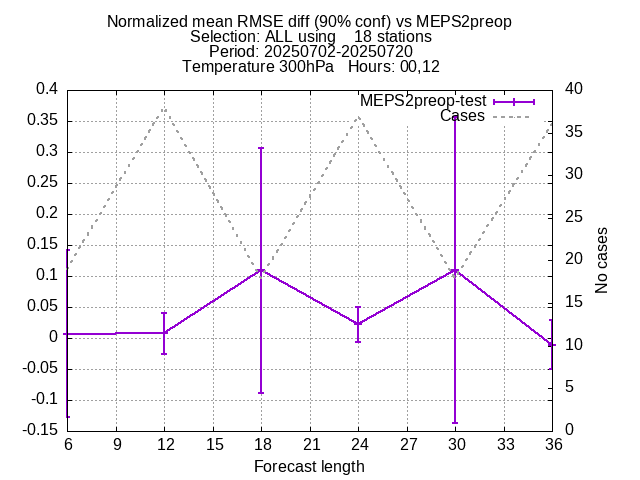 Normalized mean RMSE diff (90% conf) vs MEPS2preop
Selection: ALL using    18 stations
Period: 20250702-20250720
Temperature 300hPa   Hours: 00,12
MEPS2preop-test
Cases
0.4
0.35
0.3
0.25
0.2
0.15
0.1
0.05
0
-0.05
-0.1
-0.15
40
35
30
25
20
15
10
5
0
No cases
6 9 12 15 18 21 24 27 30 33 36
Forecast length